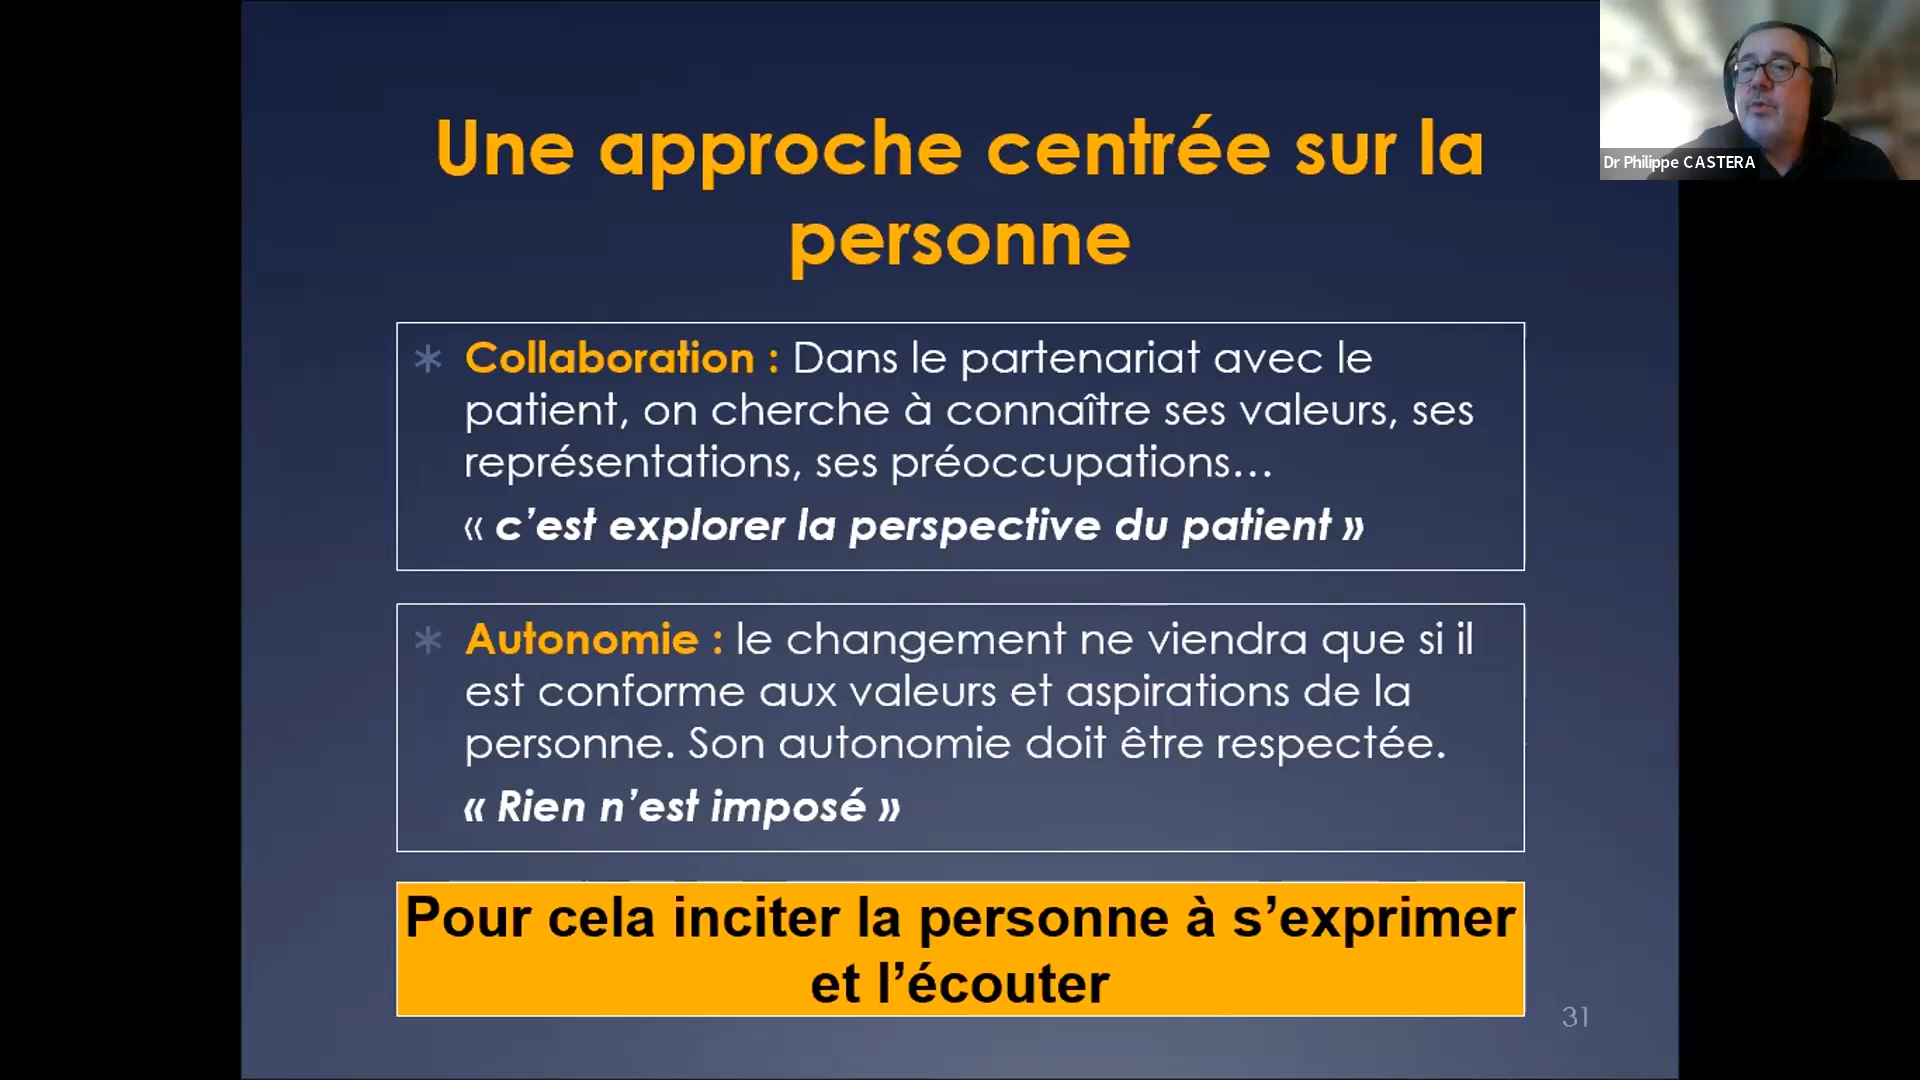 Une approche centrée sur la
personne
Dr Philippe CASTERA
* Collaboration : Dans le partenariat avec le
patient, on cherche à connaître ses valeurs, ses
représentations, ses préoccupations…
« c’est explorer la perspective du patient »
* Autonomie : le changement ne viendra que si il
est conforme aux valeurs et aspirations de la
personne. Son autonomie doit être respectée.
« Rien n’est imposé »
Pour cela inciter la personne à s’exprimer
et l’écouter
31